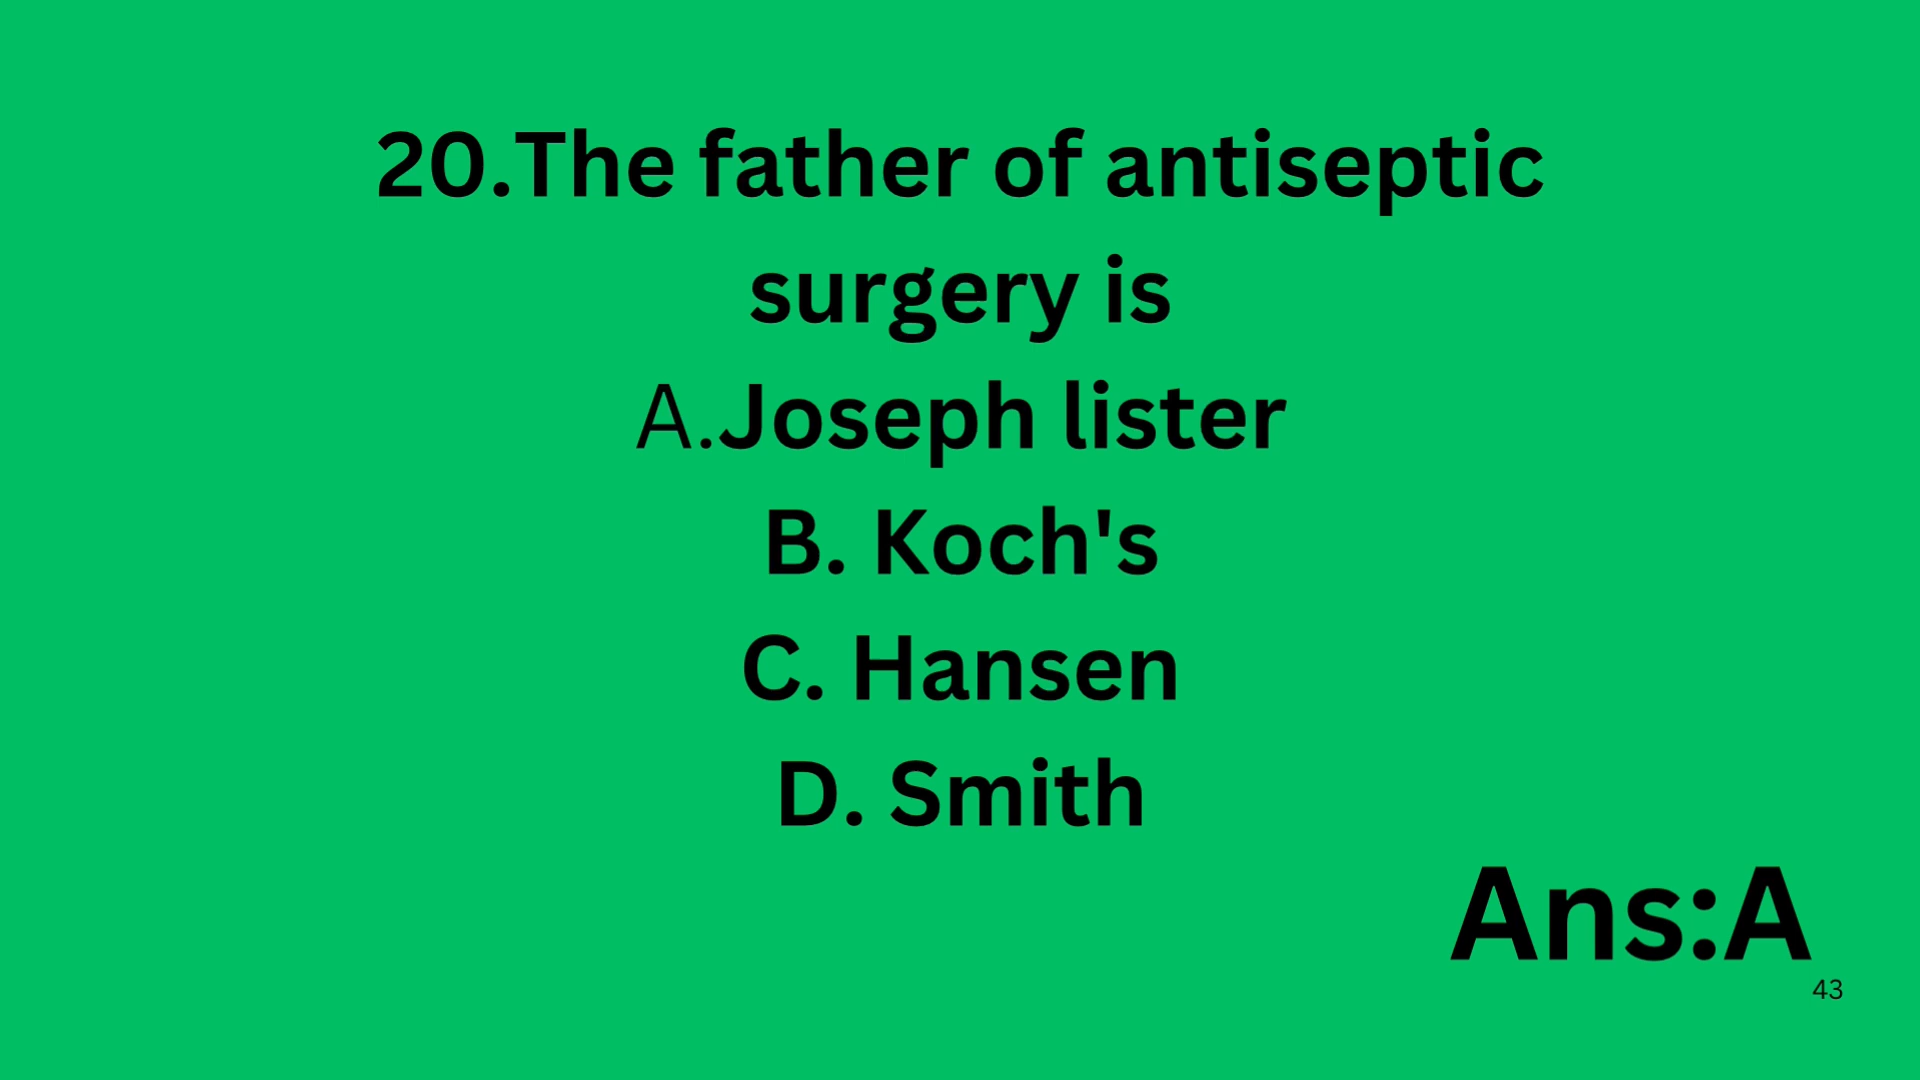 20.The father of antiseptic
surgery is
A.Joseph lister
B. Koch's
C. Hansen
D. Smith
Ans:A
43